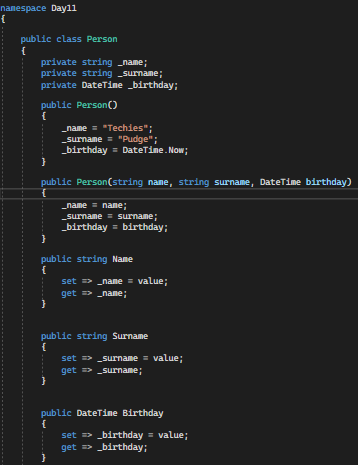 namespace Day11
{
public class Person
{
private string _name;
private string _surname;
private DateTime _birthday;
public Person()
{
_name = "Techies";
_surname = "Pudge";
_birthday = DateTime.Now;
}
public Person(string name, string surname, DateTime birthday)
{
_name = name;
_surname = surname;
_birthday = birthday;
}
public string Name
{
set => _name = value;
get => _name;
}
public string Surname
{
set => _surname = value;
get => _surname;
}
public DateTime Birthday
{
set => _birthday = value;
get => _birthday;
}